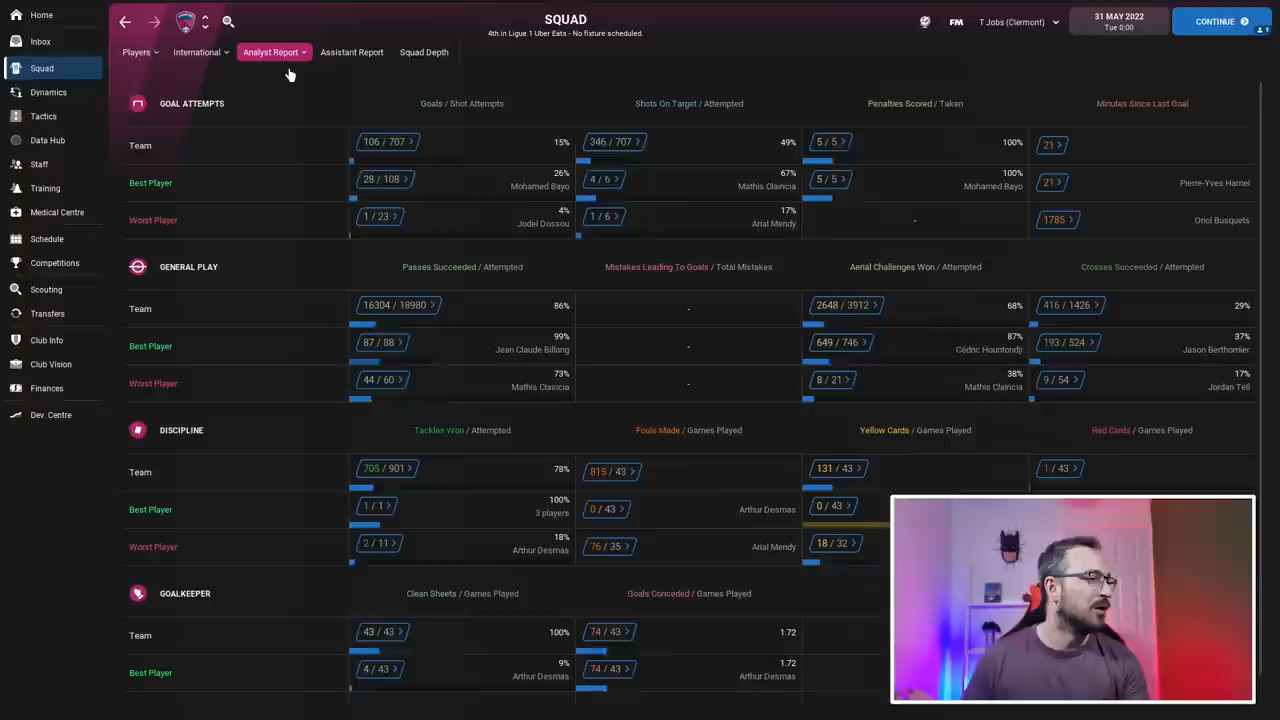 Home
SQUAD
4th in Ligue 1 Uber Eats - No fixture scheduled.
FM
T Jobs (Clermont)
31 MAY 2022
Tue 0:00
CONTINUE
Inbox
Squad
Dynamics
Tactics
Data Hub
Staff
Training
Medical Centre
Schedule
Competitions
Scouting
Transfers
Club Info
Club Vision
Finances
Dev. Centre
Players
International
Analyst Report
Assistant Report
Squad Depth
GOAL ATTEMPTS
Goals / Shot Attempts
Shots On Target / Attempted
Penalties Scored / Taken
Minutes Since Last Goal
Team
106 / 707
15%
346 / 707
49%
5 / 5
100%
21
Best Player
28 / 108
26%
Mohamed Bayo
4 / 6
67%
Mathis Clairicia
5 / 5
100%
Mohamed Bayo
21
Pierre-Yves Hamel
Worst Player
1 / 23
4%
Jodel Dossou
1 / 6
17%
Arial Mendy
-
1785
Oriol Busquets
GENERAL PLAY
Passes Succeeded / Attempted
Mistakes Leading To Goals / Total Mistakes
Aerial Challenges Won / Attempted
Crosses Succeeded / Attempted
Team
16304 / 18980
86%
-
2648 / 3912
68%
416 / 1426
29%
Best Player
87 / 88
99%
Jean Claude Billong
-
649 / 746
87%
Cédric Hountondji
193 / 524
37%
Jason Berthomier
Worst Player
44 / 60
73%
Mathis Clairicia
-
8 / 21
38%
Mathis Clairicia
9 / 54
17%
Jordan Tell
DISCIPLINE
Tackles Won / Attempted
Fouls Made / Games Played
Yellow Cards / Games Played
Red Cards / Games Played
Team
705 / 901
78%
815 / 43
131 / 43
1 / 43
Best Player
1 / 1
100%
3 players
0 / 43
Arthur Desmas
0 / 43
Worst Player
2 / 11
18%
Arthur Desmas
76 / 35
Arial Mendy
18 / 32
GOALKEEPER
Clean Sheets / Games Played
Goals Conceded / Games Played
Team
43 / 43
100%
74 / 43
1.72
Best Player
4 / 43
9%
Arthur Desmas
74 / 43
1.72
Arthur Desmas